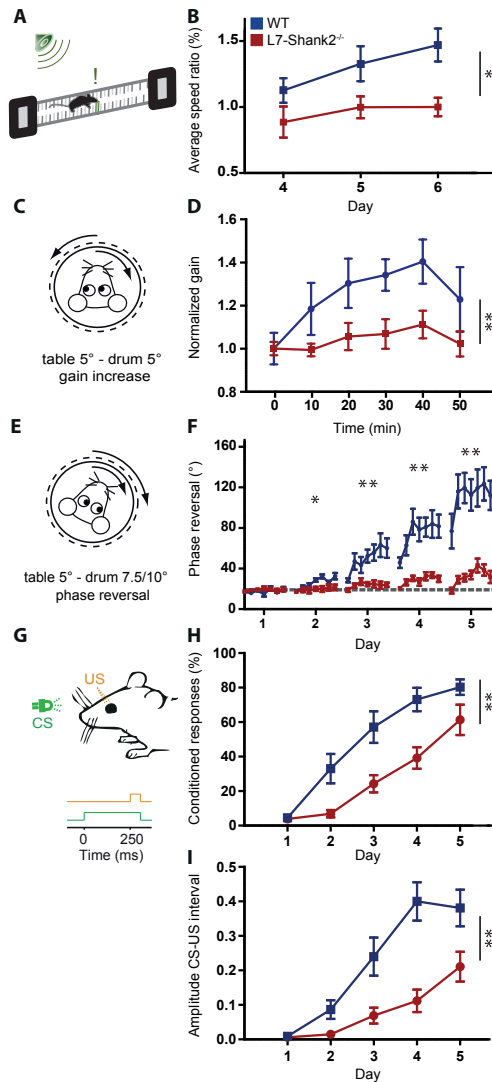 A
!
B
WT
L7-Shank2-/-
Average speed ratio (%)
1.5
1.0
0.5
*
4 5 6
Day
C
table 5° - drum 5°
gain increase
D
Normalized gain
1.6
1.4
1.2
1.0
0.8
**
0 10 20 30 40 50
Time (min)
E
table 5° - drum 7.5/10°
phase reversal
F
Phase reversal (°)
160
120
80
40
0
* ** ** **
1 2 3 4 5
Day
G
US
CS
0 250
Time (ms)
H
Conditioned responses (%)
100
80
60
40
20
0
**
1 2 3 4 5
Day
I
Amplitude CS-US interval
0.5
0.4
0.3
0.2
0.1
0
**
1 2 3 4 5
Day